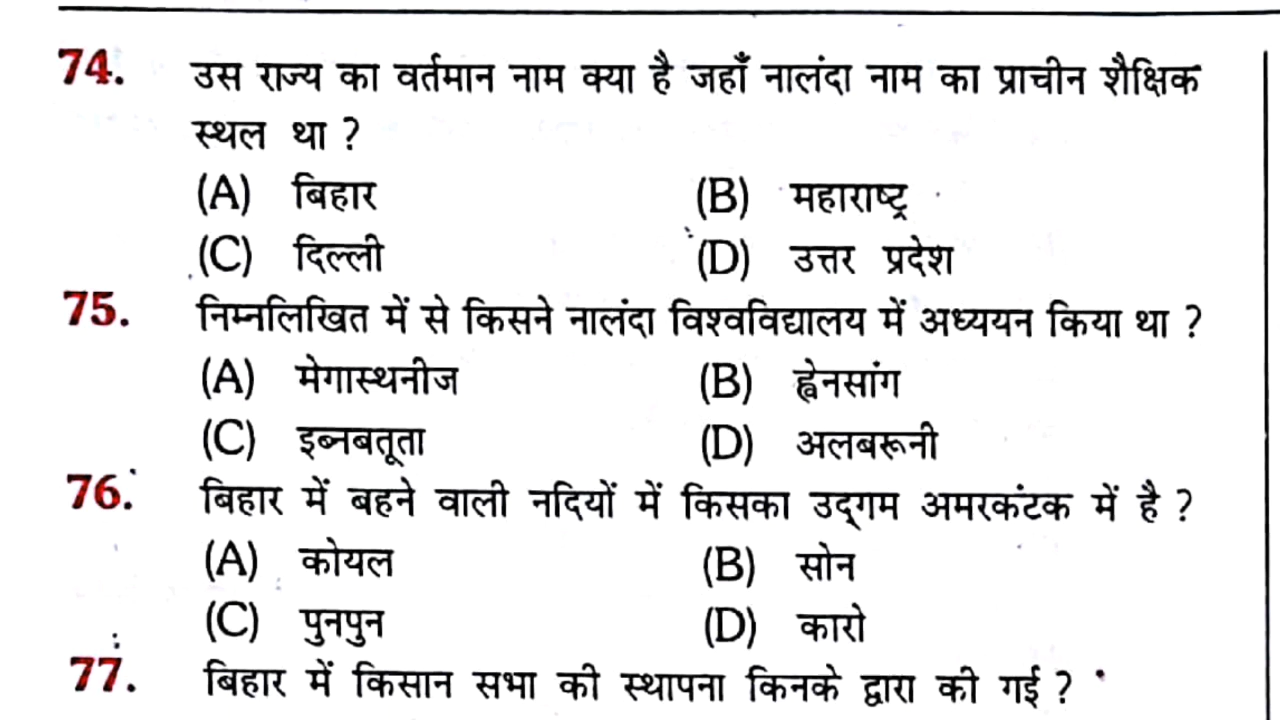 74. उस राज्य का वर्तमान नाम क्या है जहाँ नालंदा नाम का प्राचीन शैक्षिक
स्थल था ?
(A) बिहार (B) महाराष्ट्र
(C) दिल्ली (D) उत्तर प्रदेश
75. निम्नलिखित में से किसने नालंदा विश्वविद्यालय में अध्ययन किया था ?
(A) मेगास्थनीज (B) ह्वेनसांग
(C) इब्नबतूता (D) अलबरूनी
76. बिहार में बहने वाली नदियों में किसका उद्गम अमरकंटक में है ?
(A) कोयल (B) सोन
(C) पुनपुन (D) कारो
77. बिहार में किसान सभा की स्थापना किनके द्वारा की गई ?